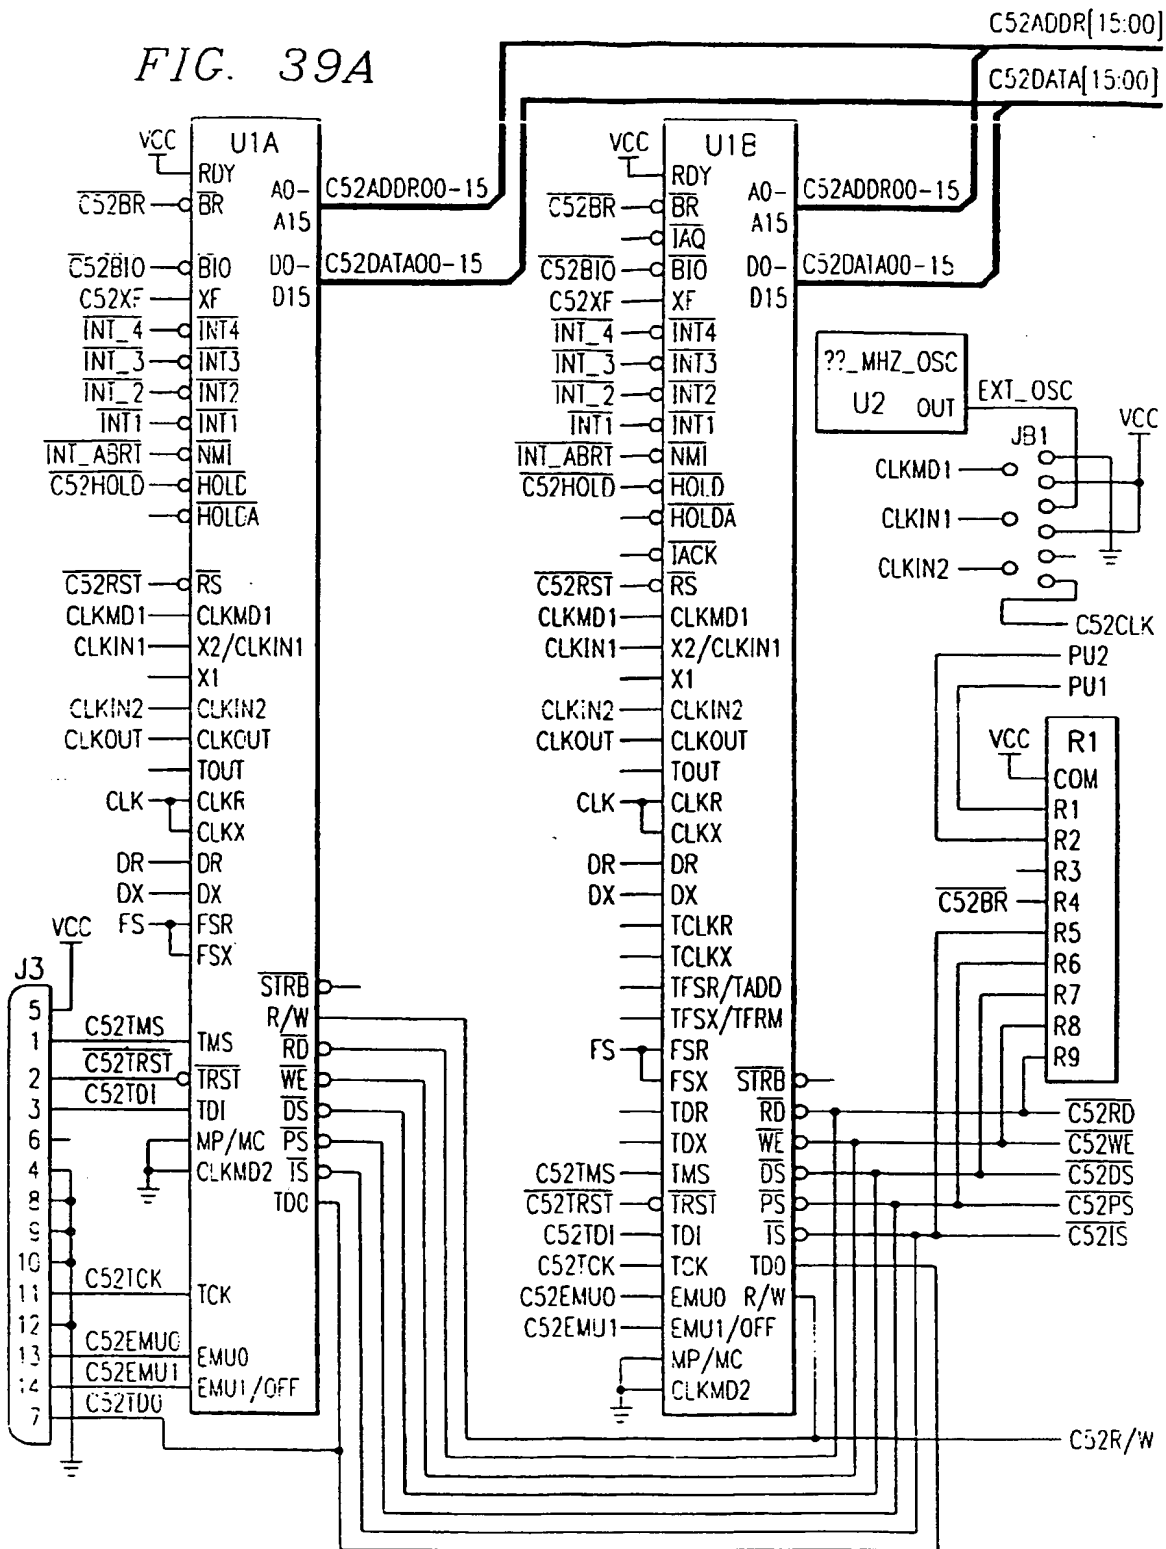 FIG. 39A
C52ADDR[15:00]
C52DATA[15:00]
VCC
U1A
RDY
C52BR
BR
A0-
A15
C52ADDR00-15
C52BIO
BIO
D0-
D15
C52DATA00-15
C52XF
XF
INT_4
INT4
INT_3
INT3
INT_2
INT2
INT1
INT1
INT_ABRT
NMI
C52HOLD
HOLD
HOLDA
C52RST
RS
CLKMD1
CLKMD1
CLKIN1
X2/CLKIN1
X1
CLKIN2
CLKIN2
CLKOUT
CLKOUT
TOUT
CLK
CLKR
CLKX
DR
DR
DX
DX
FS
FSR
FSX
STRB
R/W
RD
WE
DS
PS
IS
TDO
TMS
TRST
TDI
MP/MC
CLKMD2
TCK
EMU0
EMU1/OFF
VCC
J3
5
1
C52TMS
2
C52TRST
3
C52TDI
6
4
8
9
10
11
C52TCK
12
13
C52EMU0
14
C52EMU1
7
C52TDO
VCC
U1B
RDY
C52BR
BR
A0-
A15
C52ADDR00-15
IAQ
C52BIO
BIO
D0-
D15
C52DATA00-15
C52XF
XF
INT_4
INT4
INT_3
INT3
INT_2
INT2
INT1
INT1
INT_ABRT
NMI
C52HOLD
HOLD
HOLDA
IACK
C52RST
RS
CLKMD1
CLKMD1
CLKIN1
X2/CLKIN1
X1
CLKIN2
CLKIN2
CLKOUT
CLKOUT
TOUT
CLK
CLKR
CLKX
DR
DR
DX
DX
TCLKR
TCLKX
TFSR/TADD
TFSX/TFRM
FS
FSR
FSX
STRB
TDR
RD
TDX
WE
C52TMS
TMS
DS
C52TRST
TRST
PS
C52TDI
TDI
IS
C52TCK
TCK
TDO
C52EMU0
EMU0
R/W
C52EMU1
EMU1/OFF
MP/MC
CLKMD2
??_MHZ_OSC
U2
OUT
EXT_OSC
VCC
JB1
CLKMD1
CLKIN1
CLKIN2
C52CLK
PU2
PU1
VCC
R1
COM
R1
R2
R3
C52BR
R4
R5
R6
R7
R8
R9
C52RD
C52WE
C52DS
C52PS
C52IS
C52R/W